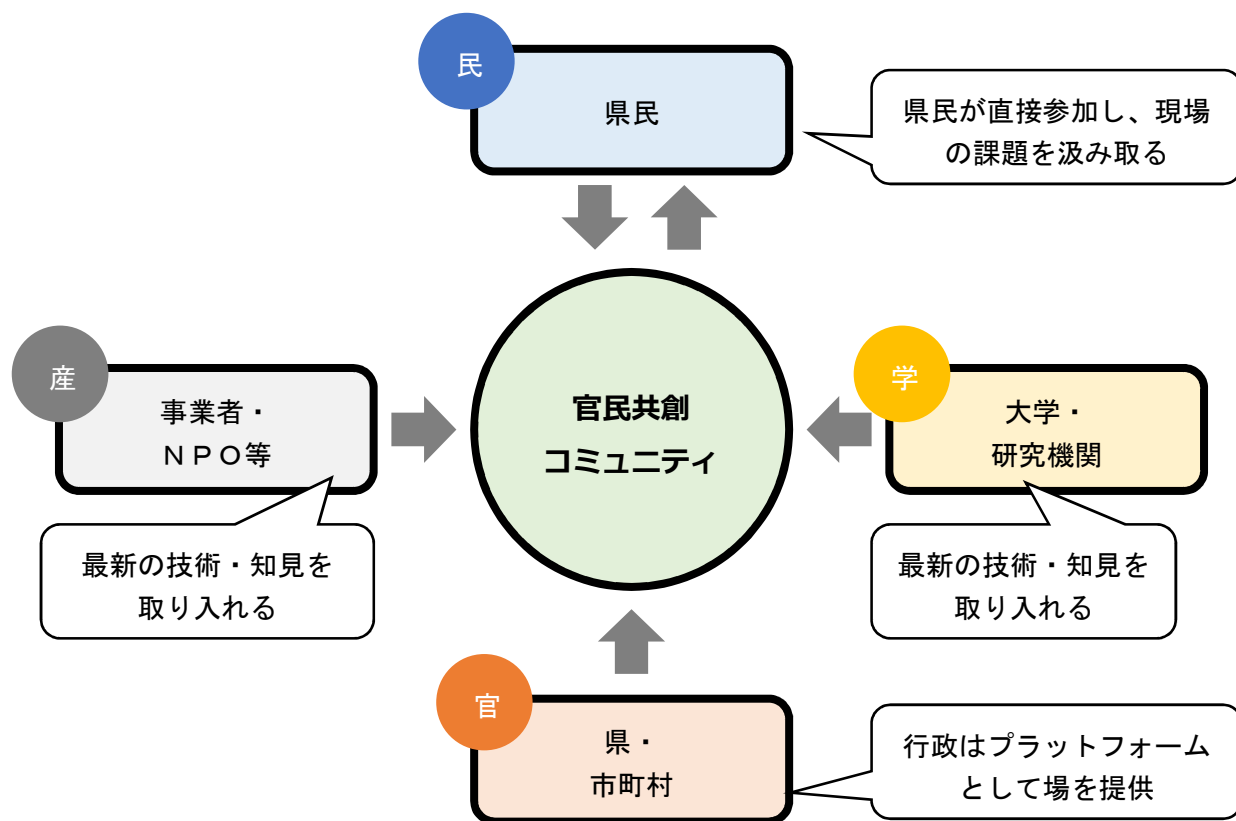 民
県民
県民が直接参加し、現場
の課題を汲み取る
産
事業者・
ＮＰＯ等
最新の技術・知見を
取り入れる
官民共創
コミュニティ
学
大学・
研究機関
最新の技術・知見を
取り入れる
官
県・
市町村
行政はプラットフォーム
として場を提供